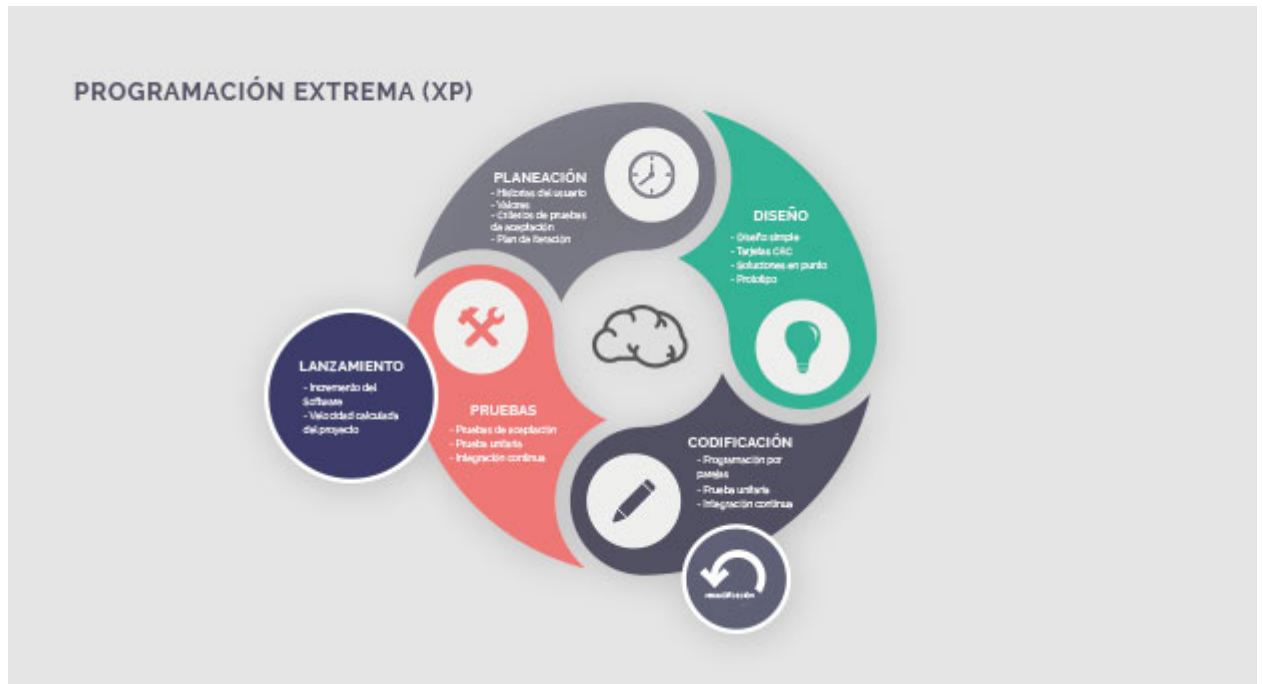 PROGRAMACIÓN EXTREMA (XP)
PLANEACIÓN
- Historias del usuario
- Valores
- Criterios de pruebas
de aceptación
- Plan de iteración
DISEÑO
- Diseño simple
- Tarjetas CRC
- Soluciones en punto
- Prototipo
LANZAMIENTO
- Incremento del
Software
- Velocidad calculada
del proyecto
PRUEBAS
- Pruebas de aceptación
- Prueba unitaria
- Integración continua
CODIFICACIÓN
- Programación por
parejas
- Prueba unitaria
- Integración continua